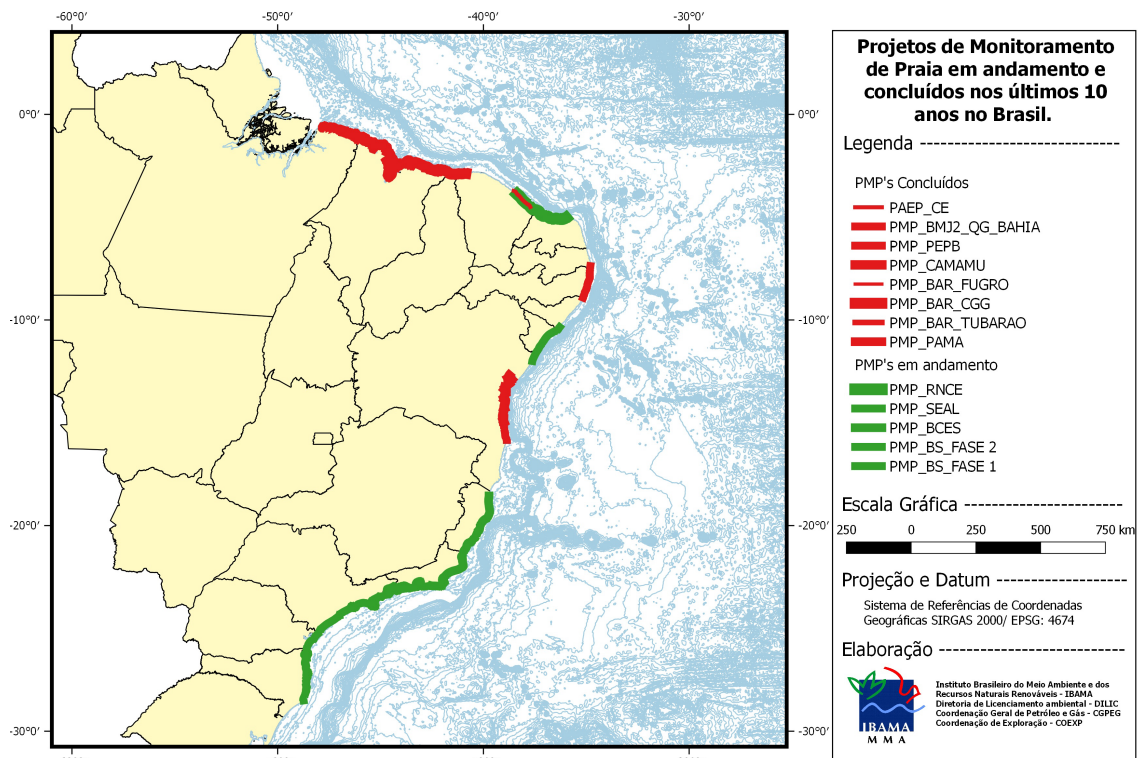 -60°0′ -50°0′ -40°0′ -30°0′
0°0′ 0°0′
-10°0′ -10°0′
-20°0′ -20°0′
-30°0′ -30°0′
Projetos de Monitoramento
de Praia em andamento e
concluídos nos últimos 10
anos no Brasil.
Legenda
PMP's Concluídos
PAEP_CE
PMP_BMJ2_QG_BAHIA
PMP_PEPB
PMP_CAMAMU
PMP_BAR_FUGRO
PMP_BAR_CGG
PMP_BAR_TUBARAO
PMP_PAMA
PMP's em andamento
PMP_RNCE
PMP_SEAL
PMP_BCES
PMP_BS_FASE 2
PMP_BS_FASE 1
Escala Gráfica
250 0 250 500 750 km
Projeção e Datum
Sistema de Referências de Coordenadas
Geográficas SIRGAS 2000/ EPSG: 4674
Elaboração
IBAMA
M M A
Instituto Brasileiro do Meio Ambiente e dos
Recursos Naturais Renováveis - IBAMA
Diretoria de Licenciamento ambiental - DILIC
Coordenação Geral de Petróleo e Gás - CGPEG
Coordenação de Exploração - COEXP